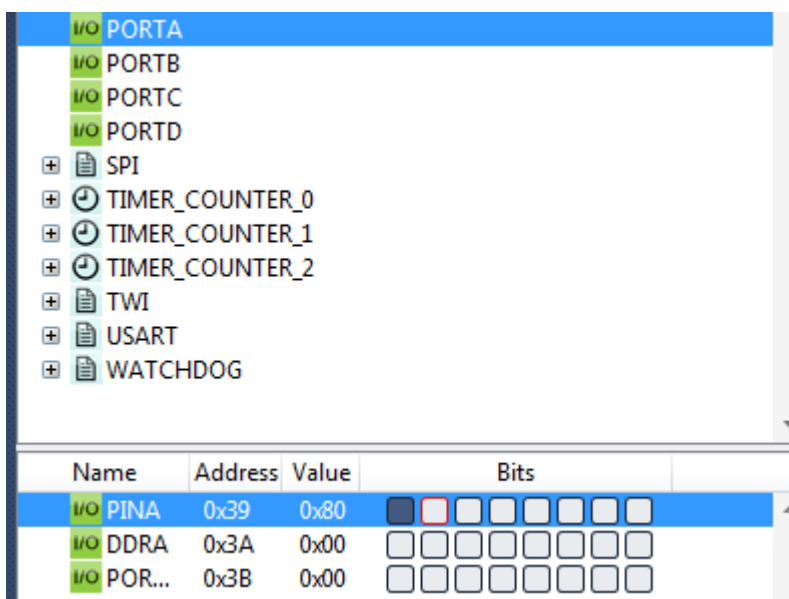 I/O PORTA
I/O PORTB
I/O PORTC
I/O PORTD
SPI
TIMER_COUNTER_0
TIMER_COUNTER_1
TIMER_COUNTER_2
TWI
USART
WATCHDOG
Name Address Value Bits
I/O PINA 0x39 0x80
I/O DDRA 0x3A 0x00
I/O POR... 0x3B 0x00